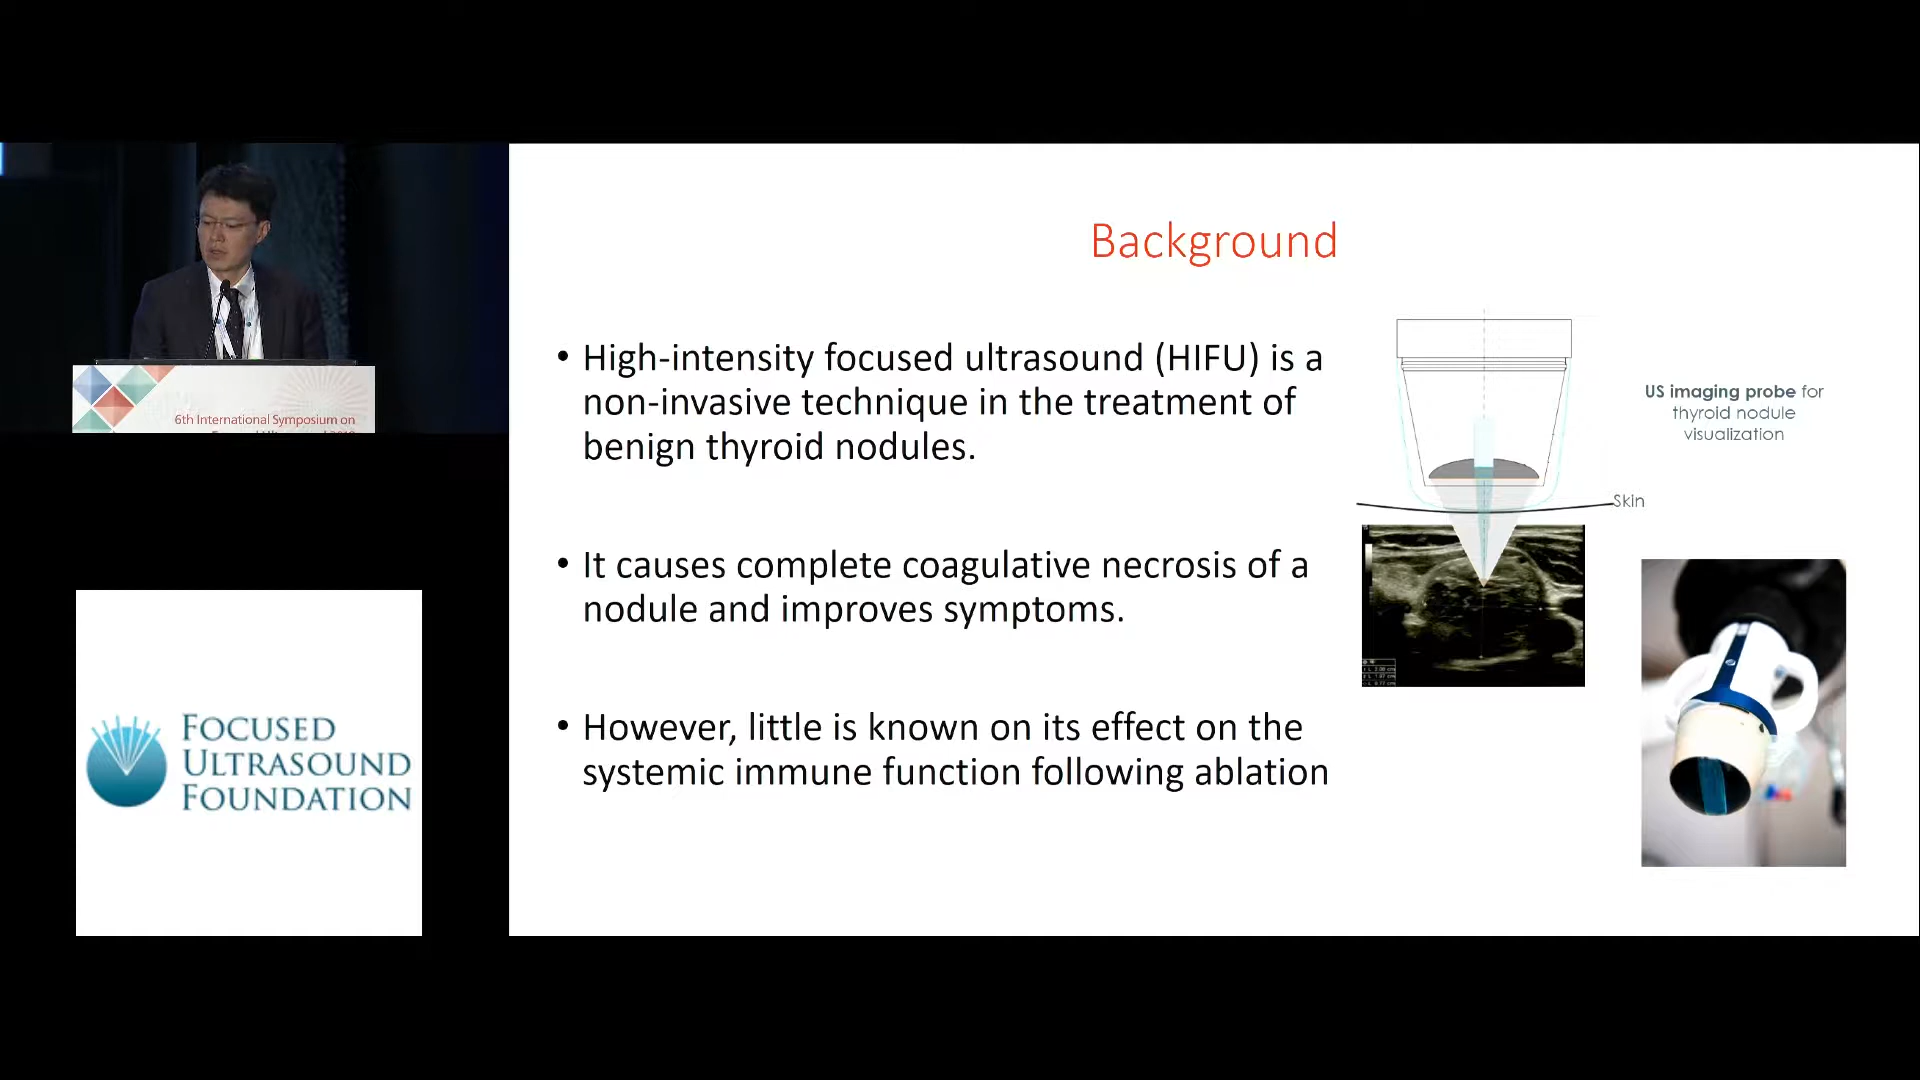 Background
• High-intensity focused ultrasound (HIFU) is a
non-invasive technique in the treatment of
benign thyroid nodules.
• It causes complete coagulative necrosis of a
nodule and improves symptoms.
• However, little is known on its effect on the
systemic immune function following ablation
US imaging probe for
thyroid nodule
visualization
Skin
6th International Symposium on
FOCUSED
ULTRASOUND
FOUNDATION